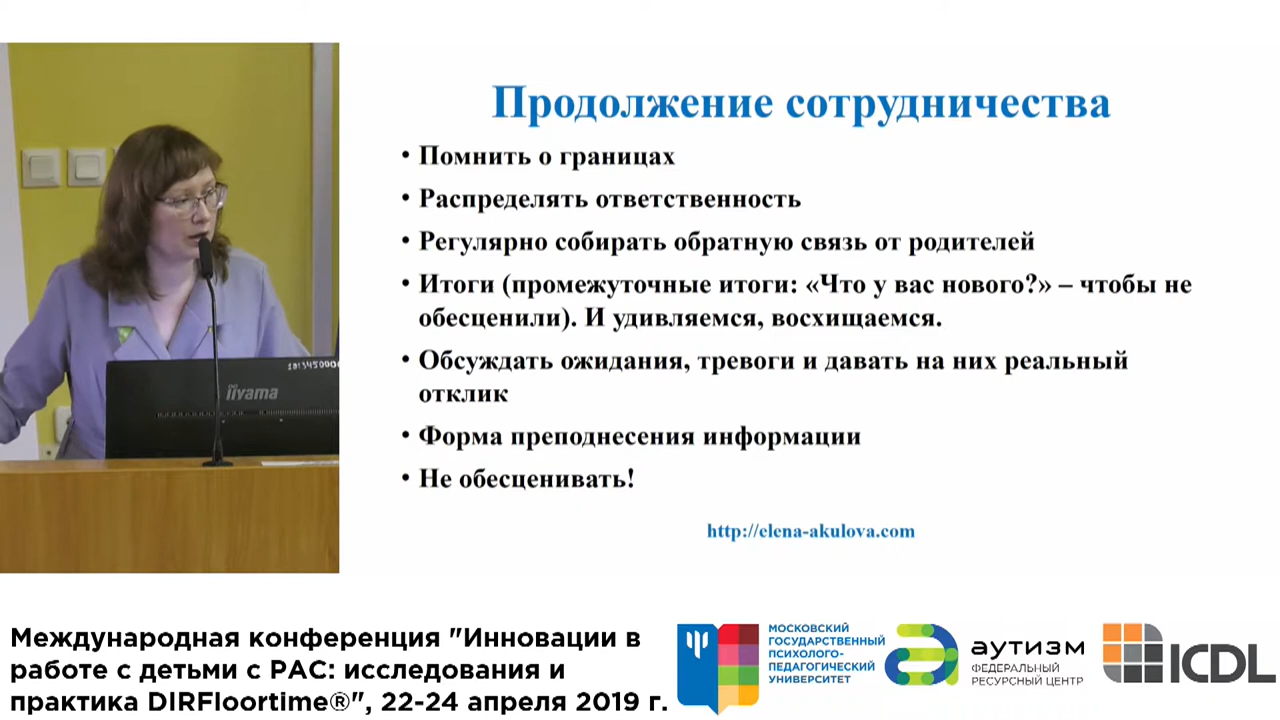 Продолжение сотрудничества
• Помнить о границах
• Распределять ответственность
• Регулярно собирать обратную связь от родителей
• Итоги (промежуточные итоги: «Что у вас нового?» – чтобы не
обесценили). И удивляемся, восхищаемся.
• Обсуждать ожидания, тревоги и давать на них реальный
отклик
• Форма преподнесения информации
• Не обесценивать!
http://elena-akulova.com
iiyama
Международная конференция "Инновации в
работе с детьми с РАС: исследования и
практика DIRFloortime®", 22-24 апреля 2019 г.
МОСКОВСКИЙ
ГОСУДАРСТВЕННЫЙ
ПСИХОЛОГО-
ПЕДАГОГИЧЕСКИЙ
УНИВЕРСИТЕТ
аутизм
ФЕДЕРАЛЬНЫЙ
РЕСУРСНЫЙ ЦЕНТР
ICDL